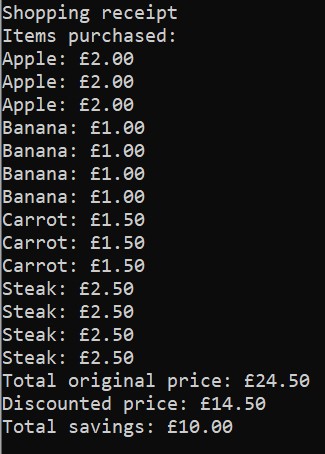 Shopping receipt
Items purchased:
Apple: £2.00
Apple: £2.00
Apple: £2.00
Banana: £1.00
Banana: £1.00
Banana: £1.00
Banana: £1.00
Carrot: £1.50
Carrot: £1.50
Carrot: £1.50
Steak: £2.50
Steak: £2.50
Steak: £2.50
Steak: £2.50
Total original price: £24.50
Discounted price: £14.50
Total savings: £10.00